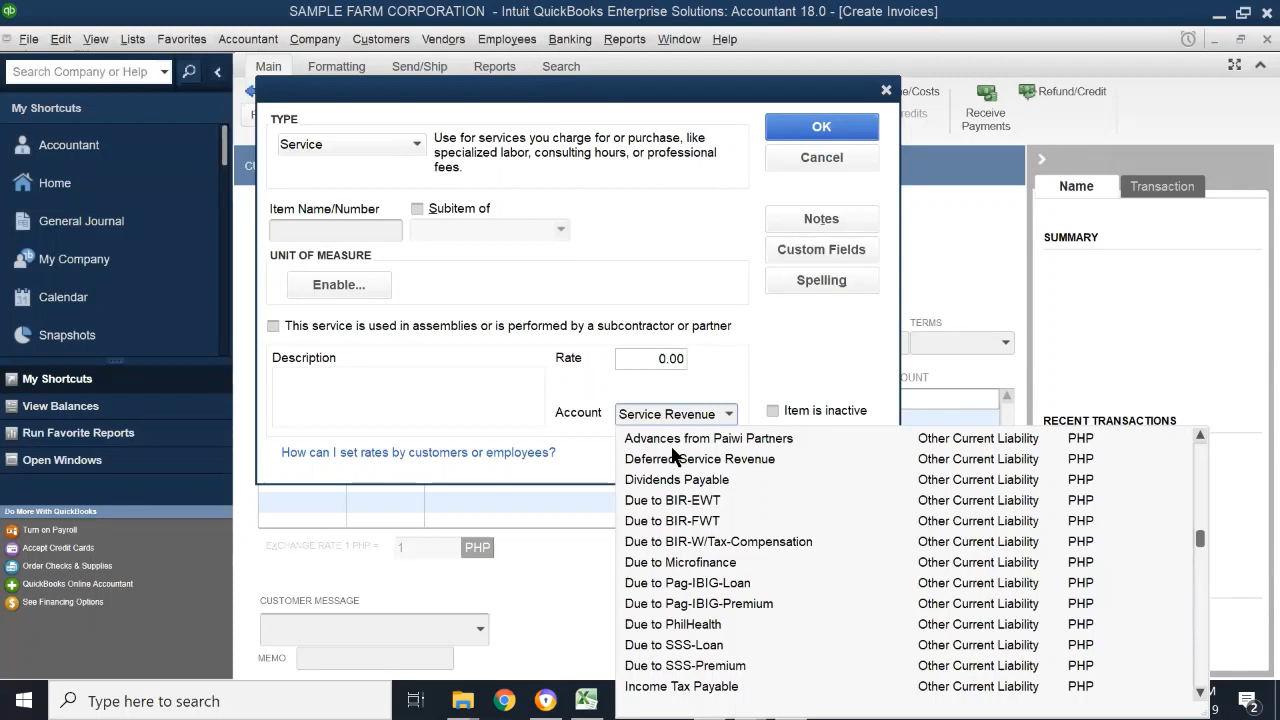 SAMPLE FARM CORPORATION - Intuit QuickBooks Enterprise Solutions: Accountant 18.0 - [Create Invoices]
File Edit View Lists Favorites Accountant Company Customers Vendors Employees Banking Reports Window Help
Search Company or Help
Main Formatting Send/Ship Reports Search
My Shortcuts
Accountant
Home
General Journal
My Company
Calendar
Snapshots
My Shortcuts
View Balances
Run Favorite Reports
Open Windows
Do More With QuickBooks
Turn on Payroll
Accept Credit Cards
Order Checks & Supplies
QuickBooks Online Accountant
See Financing Options
TYPE
Service
Use for services you charge for or purchase, like
specialized labor, consulting hours, or professional
fees.
OK
Cancel
Item Name/Number
Subitem of
Notes
Custom Fields
Spelling
UNIT OF MEASURE
Enable...
This service is used in assemblies or is performed by a subcontractor or partner
Description
Rate
0.00
Account
Service Revenue
Item is inactive
How can I set rates by customers or employees?
Advances from Paiwi Partners Other Current Liability PHP
Deferred Service Revenue Other Current Liability PHP
Dividends Payable Other Current Liability PHP
Due to BIR-EWT Other Current Liability PHP
Due to BIR-FWT Other Current Liability PHP
Due to BIR-W/Tax-Compensation Other Current Liability PHP
Due to Microfinance Other Current Liability PHP
Due to Pag-IBIG-Loan Other Current Liability PHP
Due to Pag-IBIG-Premium Other Current Liability PHP
Due to PhilHealth Other Current Liability PHP
Due to SSS-Loan Other Current Liability PHP
Due to SSS-Premium Other Current Liability PHP
Income Tax Payable Other Current Liability PHP
e/Costs
redits
Receive
Payments
Refund/Credit
Name
Transaction
SUMMARY
TERMS
OUNT
RECENT TRANSACTIONS
EXCHANGE RATE 1 PHP =
1
PHP
CUSTOMER MESSAGE
MEMO
Type here to search
M
9
2